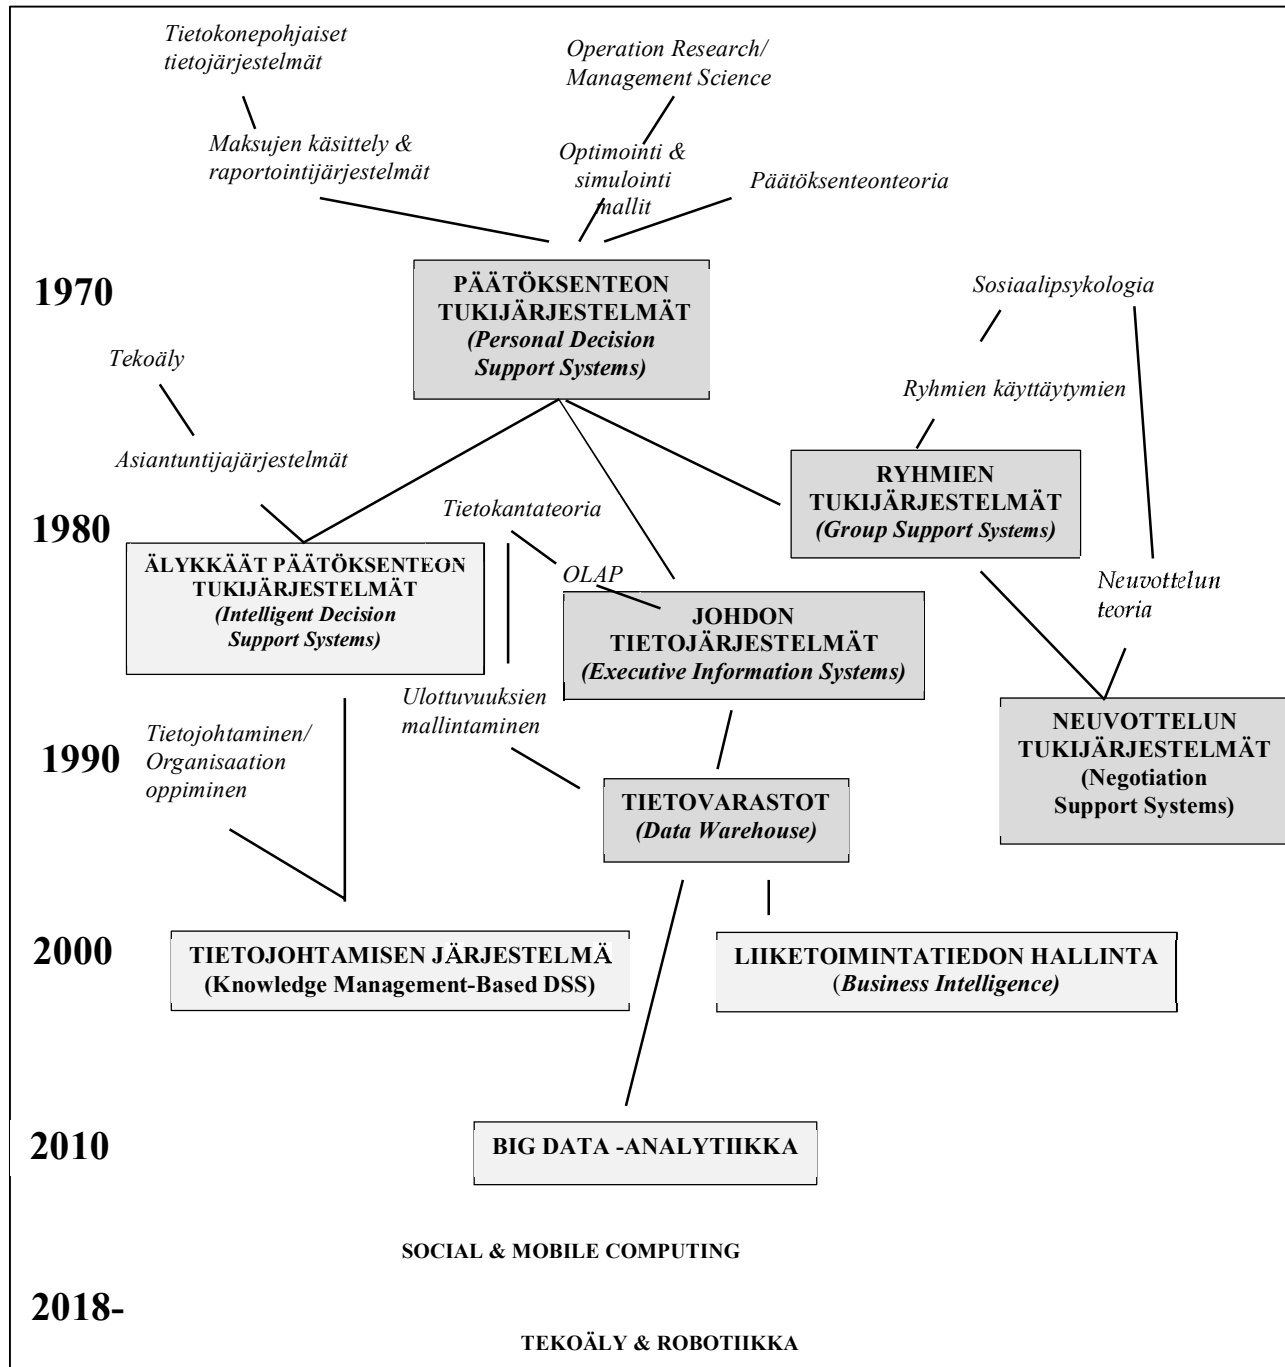 Tietokonepohjaiset
tietojärjestelmät
Operation Research/
Management Science
Maksujen käsittely &
raportointijärjestelmät
Optimointi &
simulointi
mallit
Päätöksenteonteoria
1970
PÄÄTÖKSENTEON
TUKIJÄRJESTELMÄT
(Personal Decision
Support Systems)
Sosiaalipsykologia
Tekoäly
Ryhmien käyttäytymien
Asiantuntijajärjestelmät
RYHMIEN
TUKIJÄRJESTELMÄT
(Group Support Systems)
1980
Tietokantateoria
ÄLYKKÄÄT PÄÄTÖKSENTEON
TUKIJÄRJESTELMÄT
(Intelligent Decision
Support Systems)
OLAP
Neuvottelun
teoria
JOHDON
TIETOJÄRJESTELMÄT
(Executive Information Systems)
Ulottuvuuksien
mallintaminen
Tietojohtaminen/
Organisaation
oppiminen
1990
NEUVOTTELUN
TUKIJÄRJESTELMÄT
(Negotiation
Support Systems)
TIETOVARASTOT
(Data Warehouse)
2000
TIETOJOHTAMISEN JÄRJESTELMÄ
(Knowledge Management-Based DSS)
LIIKETOIMINTATIEDON HALLINTA
(Business Intelligence)
2010
BIG DATA -ANALYTIIKKA
SOCIAL & MOBILE COMPUTING
2018-
TEKOÄLY & ROBOTIIKKA